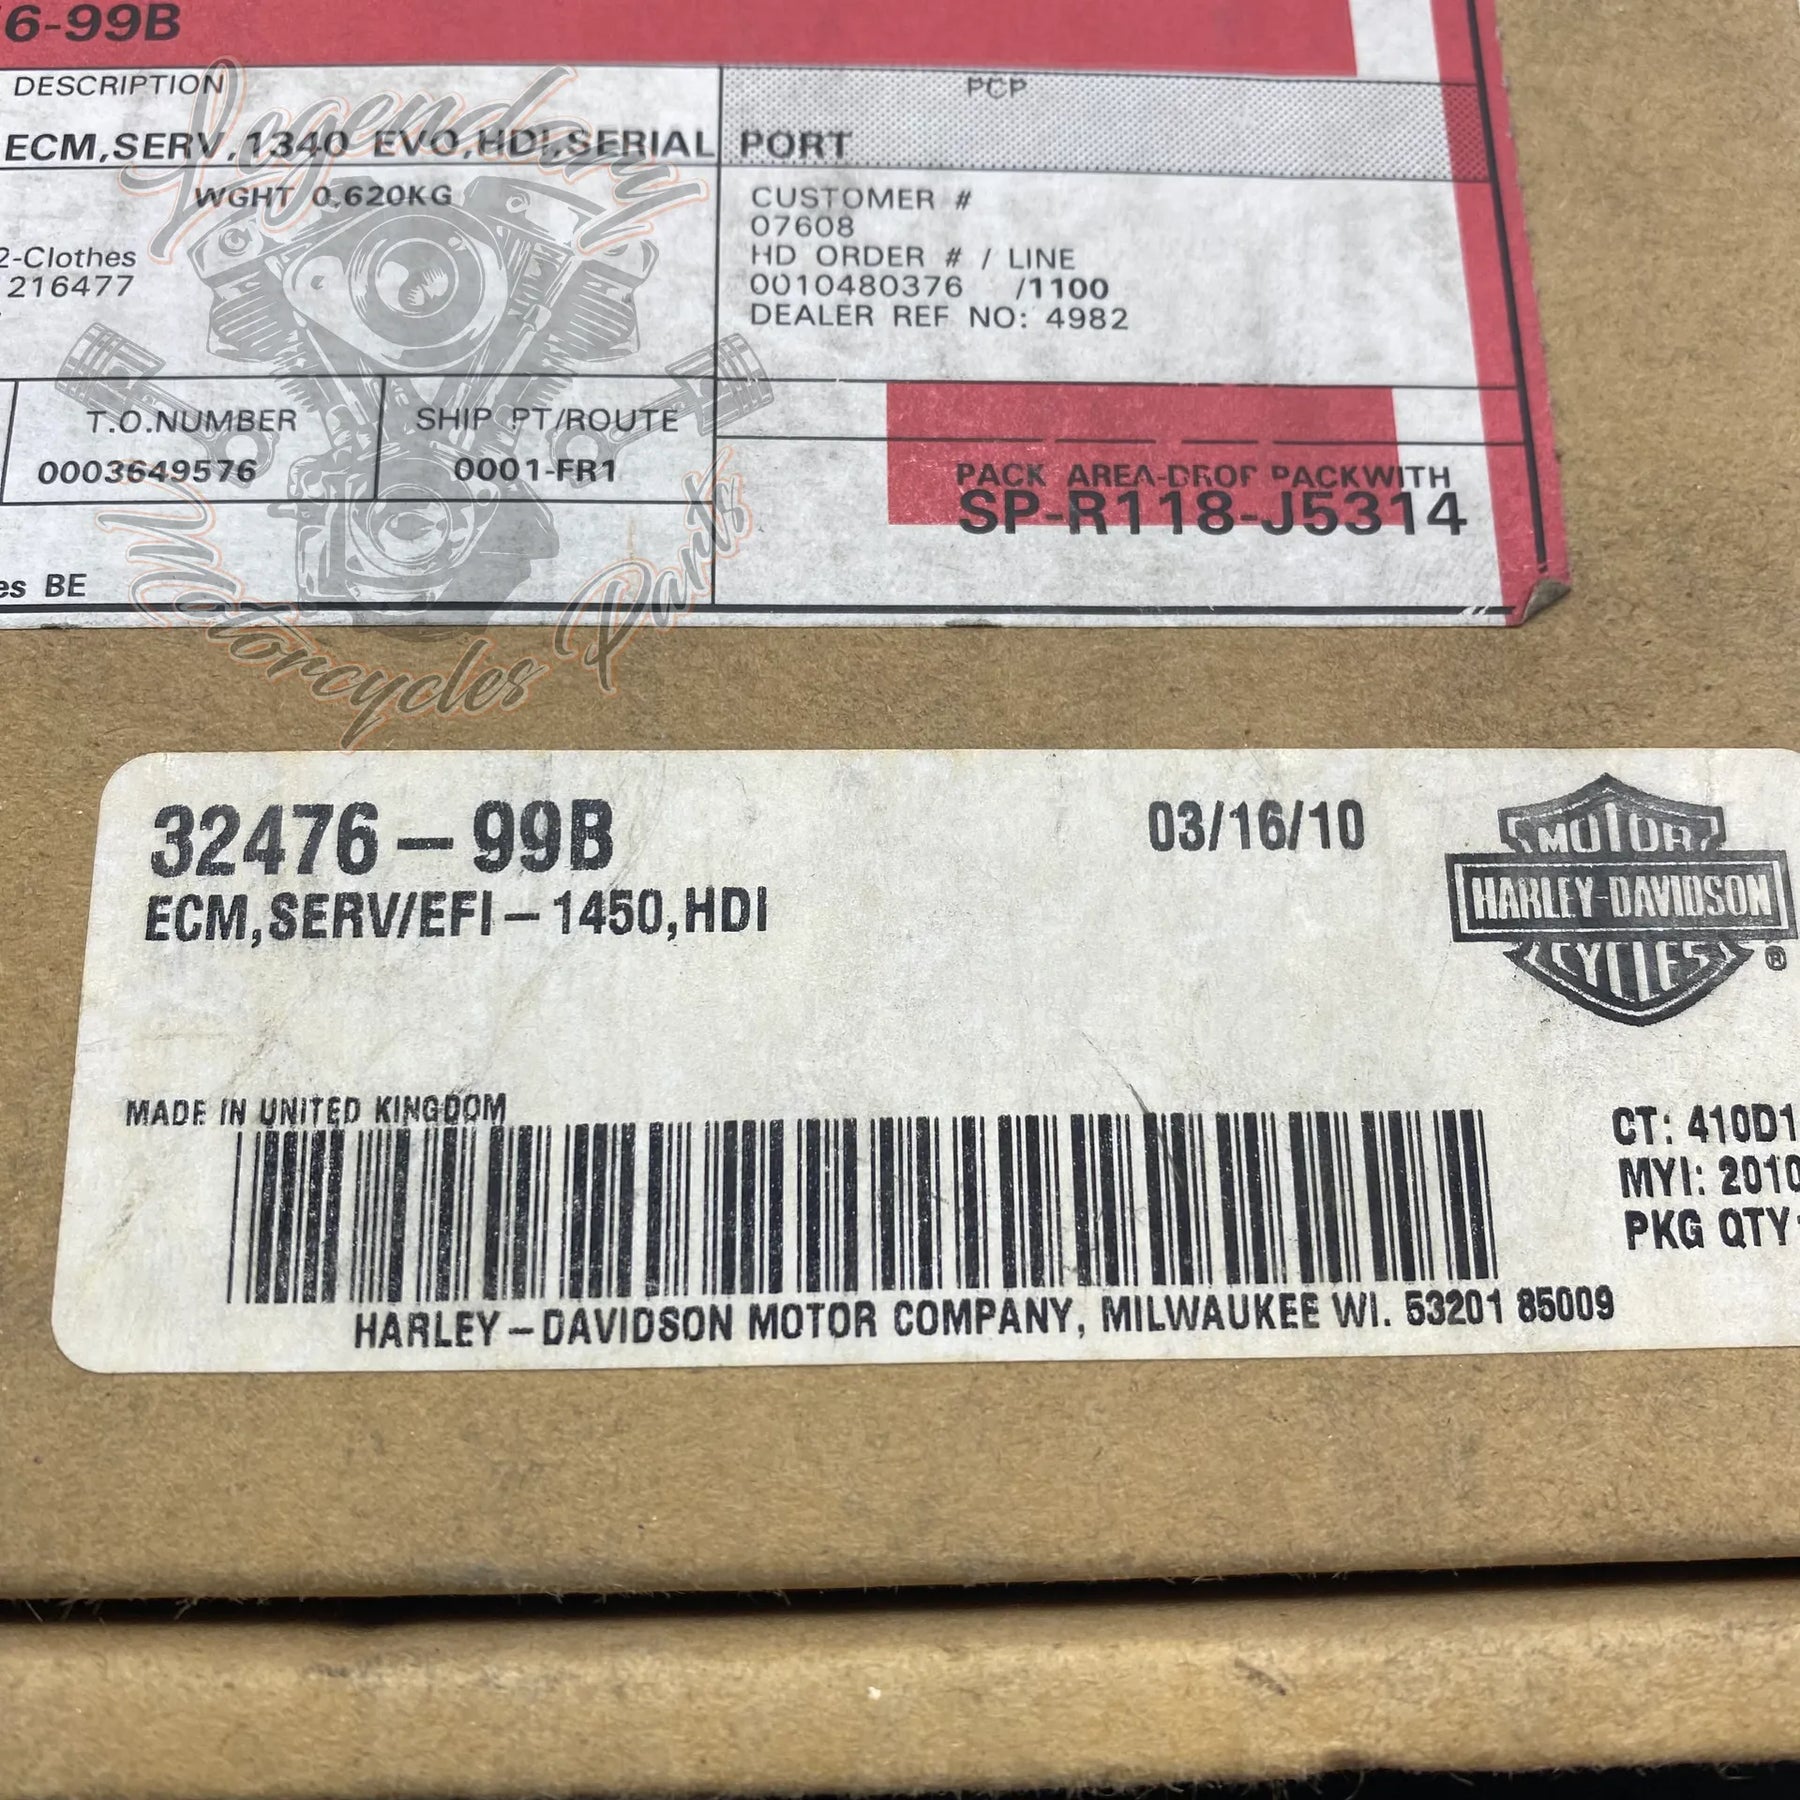 6-99B
DESCRIPTION
PCP
ECM,SERV,1340 EVO,HDI,SERIAL PORT
WGHT 0,620KG
CUSTOMER #
07608
2-Clothes
HD ORDER # / LINE
216477
0010480376 /1100
DEALER REF NO: 4982
T.O.NUMBER
SHIP PT/ROUTE
0003649576
0001-FR1
PACK AREA-DROP PACKWITH
SP-R118-J5314
es BE
Legendary
Motorcycles Parts
32476-99B
03/16/10
ECM,SERV/EFI-1450,HDI
MOTOR
HARLEY-DAVIDSON
CYCLES
®
MADE IN UNITED KINGDOM
CT: 410D1
MYI: 2010
PKG QTY
HARLEY-DAVIDSON MOTOR COMPANY, MILWAUKEE WI. 53201 85009